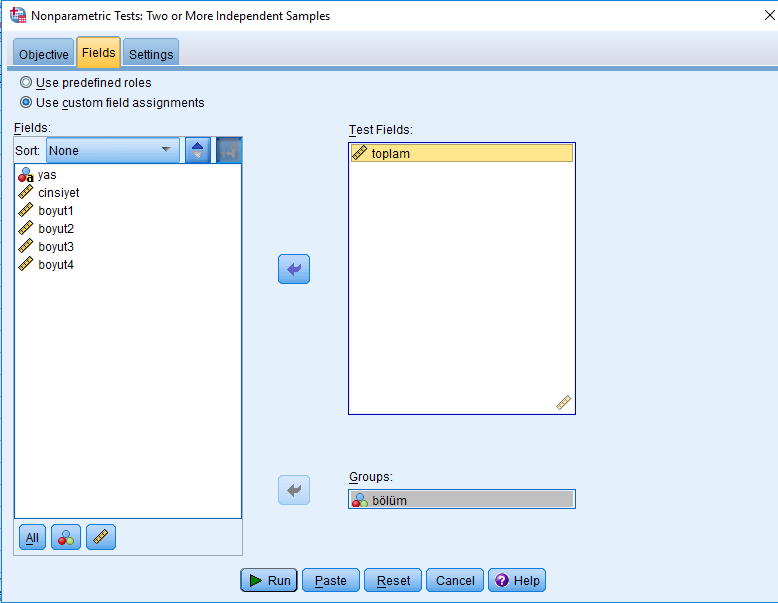 Nonparametric Tests: Two or More Independent Samples
Objective Fields Settings
Use predefined roles
Use custom field assignments
Fields:
Sort: None
yas
cinsiyet
boyut1
boyut2
boyut3
boyut4
All
Test Fields:
toplam
Groups:
bölüm
Run Paste Reset Cancel Help